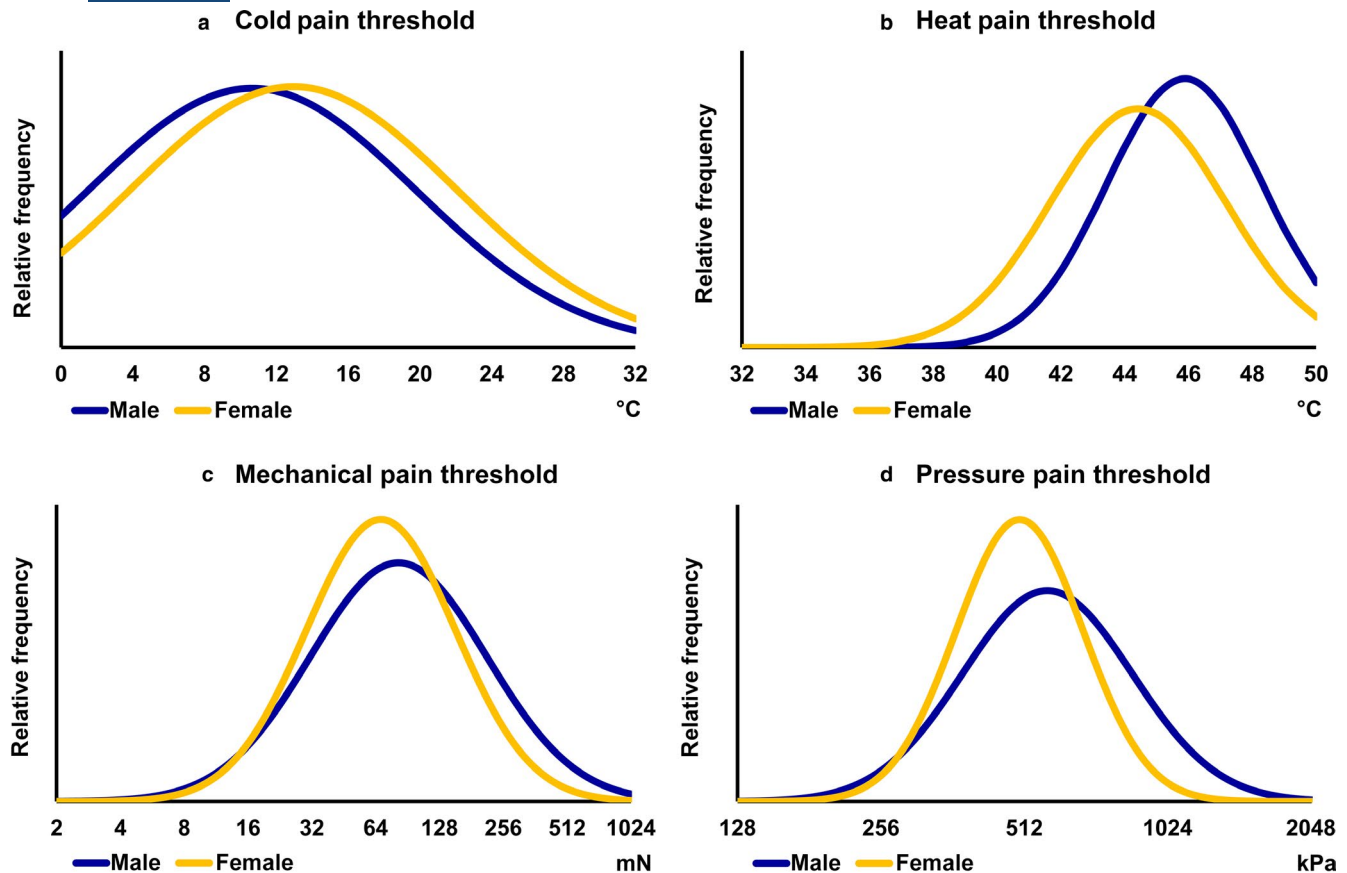 a Cold pain threshold
Relative frequency
0 4 8 12 16 20 24 28 32
Male Female °C
b Heat pain threshold
Relative frequency
32 34 36 38 40 42 44 46 48 50
Male Female °C
c Mechanical pain threshold
Relative frequency
2 4 8 16 32 64 128 256 512 1024
Male Female mN
d Pressure pain threshold
Relative frequency
128 256 512 1024 2048
Male Female kPa